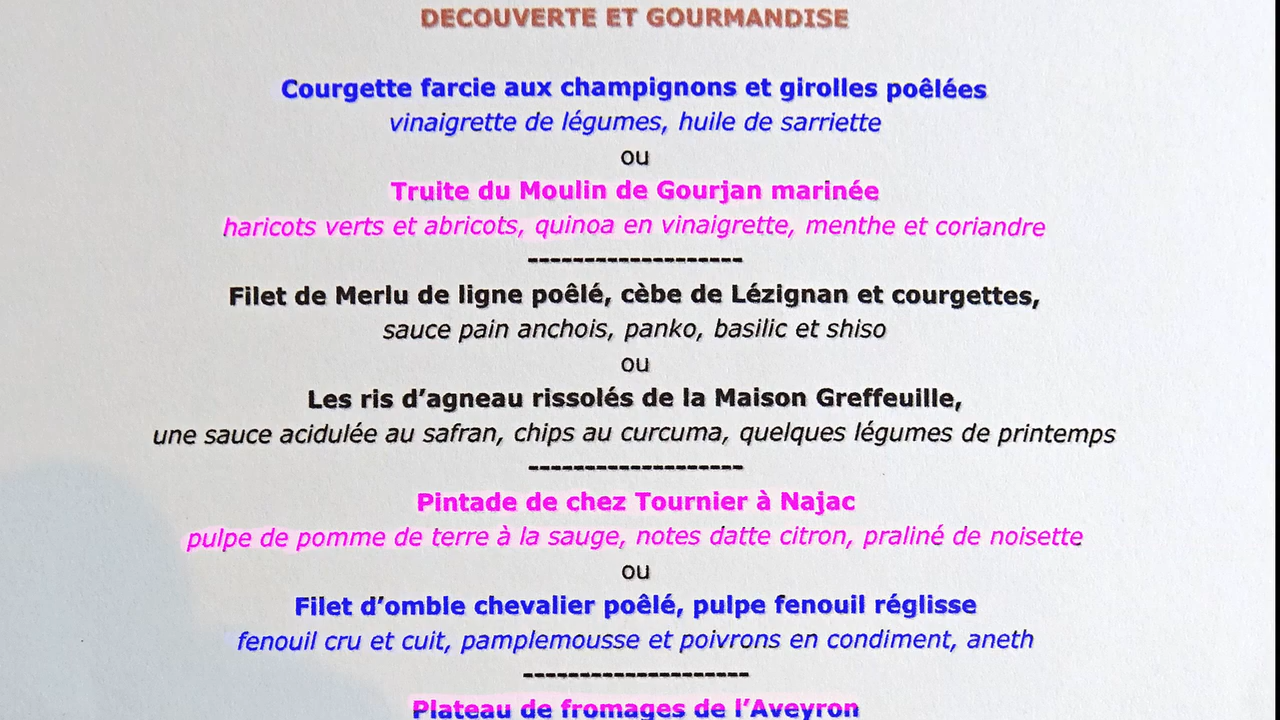 DECOUVERTE ET GOURMANDISE
Courgette farcie aux champignons et girolles poêlées
vinaigrette de légumes, huile de sarriette
ou
Truite du Moulin de Gourjan marinée
haricots verts et abricots, quinoa en vinaigrette, menthe et coriandre
-------------------
Filet de Merlu de ligne poêlé, cèbe de Lézignan et courgettes,
sauce pain anchois, panko, basilic et shiso
ou
Les ris d’agneau rissolés de la Maison Greffeuille,
une sauce acidulée au safran, chips au curcuma, quelques légumes de printemps
-------------------
Pintade de chez Tournier à Najac
pulpe de pomme de terre à la sauge, notes datte citron, praliné de noisette
ou
Filet d’omble chevalier poêlé, pulpe fenouil réglisse
fenouil cru et cuit, pamplemousse et poivrons en condiment, aneth
--------------------
Plateau de fromages de l’Aveyron